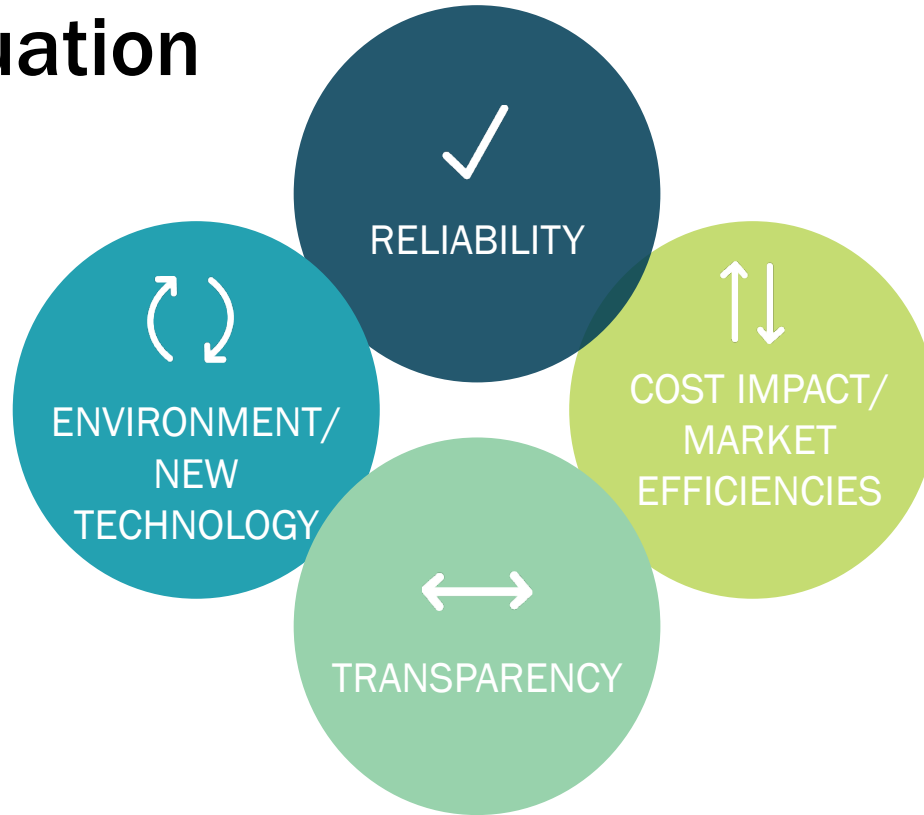 uation
RELIABILITY
ENVIRONMENT/
NEW
TECHNOLOGY
COST IMPACT/
MARKET
EFFICIENCIES
TRANSPARENCY